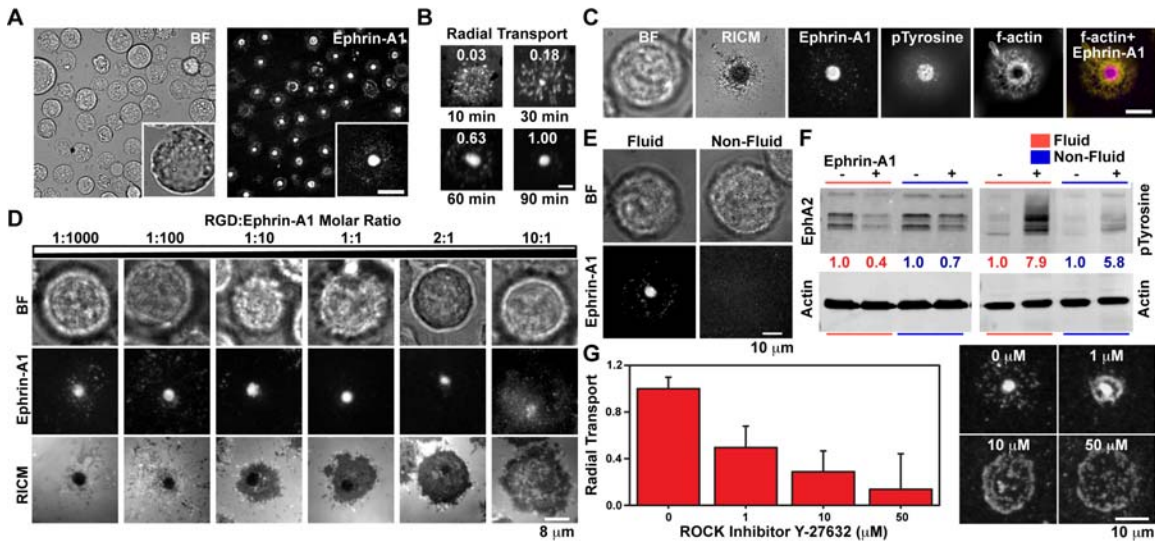 A
BF
Ephrin-A1
B
Radial Transport
0.03
0.18
10 min
30 min
0.63
1.00
60 min
90 min
C
BF
RICM
Ephrin-A1
pTyrosine
f-actin
f-actin+
Ephrin-A1
D
RGD:Ephrin-A1 Molar Ratio
1:1000
1:100
1:10
1:1
2:1
10:1
BF
Ephrin-A1
RICM
8 μm
E
Fluid
Non-Fluid
BF
Ephrin-A1
10 μm
F
Fluid
Non-Fluid
Ephrin-A1
- + - + - + - +
EphA2
pTyrosine
1.0 0.4 1.0 0.7 1.0 7.9 1.0 5.8
Actin
Actin
G
Radial Transport
1.2
0.8
0.4
0
0 1 10 50
ROCK Inhibitor Y-27632 (μM)
0 μM
1 μM
10 μM
50 μM
10 μm